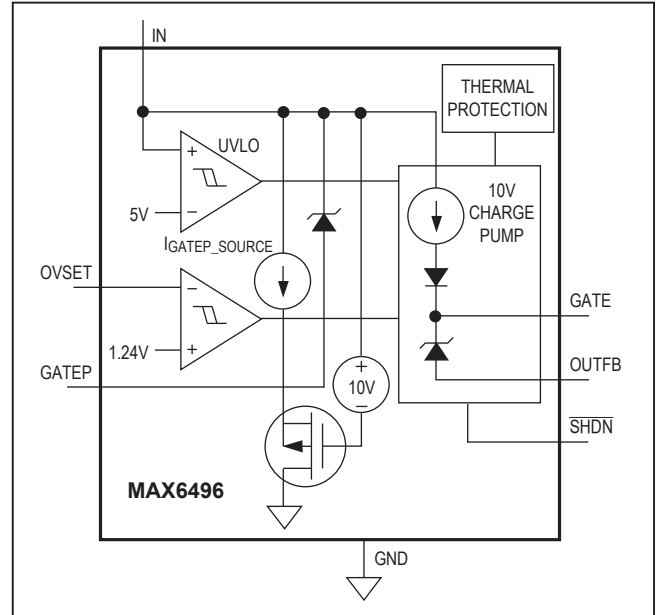 IN
THERMAL
PROTECTION
UVLO
+
−
5V
10V
CHARGE
PUMP
IGATEP_SOURCE
OVSET
−
+
1.24V
GATE
GATEP
OUTFB
+
10V
−
SHDN
MAX6496
GND